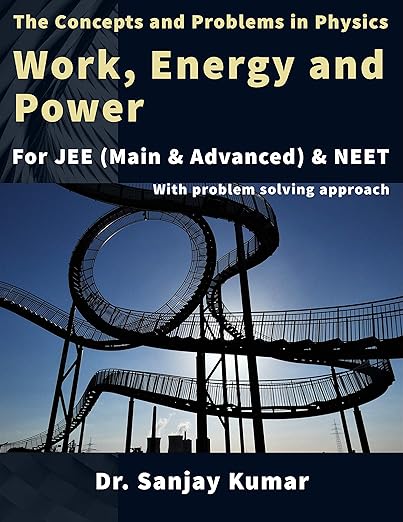 The Concepts and Problems in Physics
Work, Energy and
Power
For JEE (Main & Advanced) & NEET
With problem solving approach
Dr. Sanjay Kumar